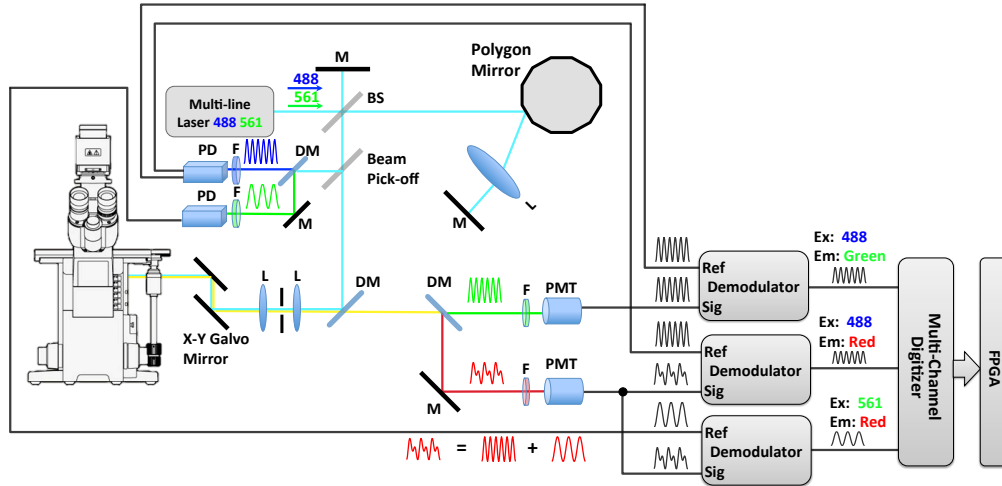 M
488
561
BS
Polygon
Mirror
Multi-line
Laser 488 561
PD
F
DM
Beam
Pick-off
PD
F
M
M
L
L
L
DM
DM
X-Y Galvo
Mirror
F
PMT
F
PMT
M
= +
Ref
Demodulator
Sig
Ex: 488
Em: Green
Ref
Demodulator
Sig
Ex: 488
Em: Red
Ref
Demodulator
Sig
Ex: 561
Em: Red
Multi-Channel
Digitizer
FPGA